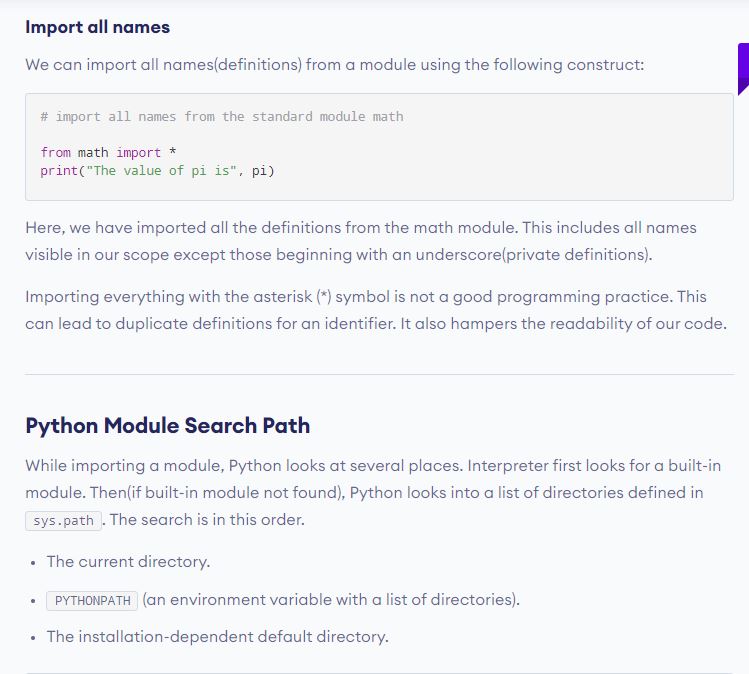 Import all names
We can import all names(definitions) from a module using the following construct:
# import all names from the standard module math
from math import *
print("The value of pi is", pi)
Here, we have imported all the definitions from the math module. This includes all names
visible in our scope except those beginning with an underscore(private definitions).
Importing everything with the asterisk (*) symbol is not a good programming practice. This
can lead to duplicate definitions for an identifier. It also hampers the readability of our code.
Python Module Search Path
While importing a module, Python looks at several places. Interpreter first looks for a built-in
module. Then(if built-in module not found), Python looks into a list of directories defined in
sys.path. The search is in this order.
• The current directory.
• PYTHONPATH (an environment variable with a list of directories).
• The installation-dependent default directory.